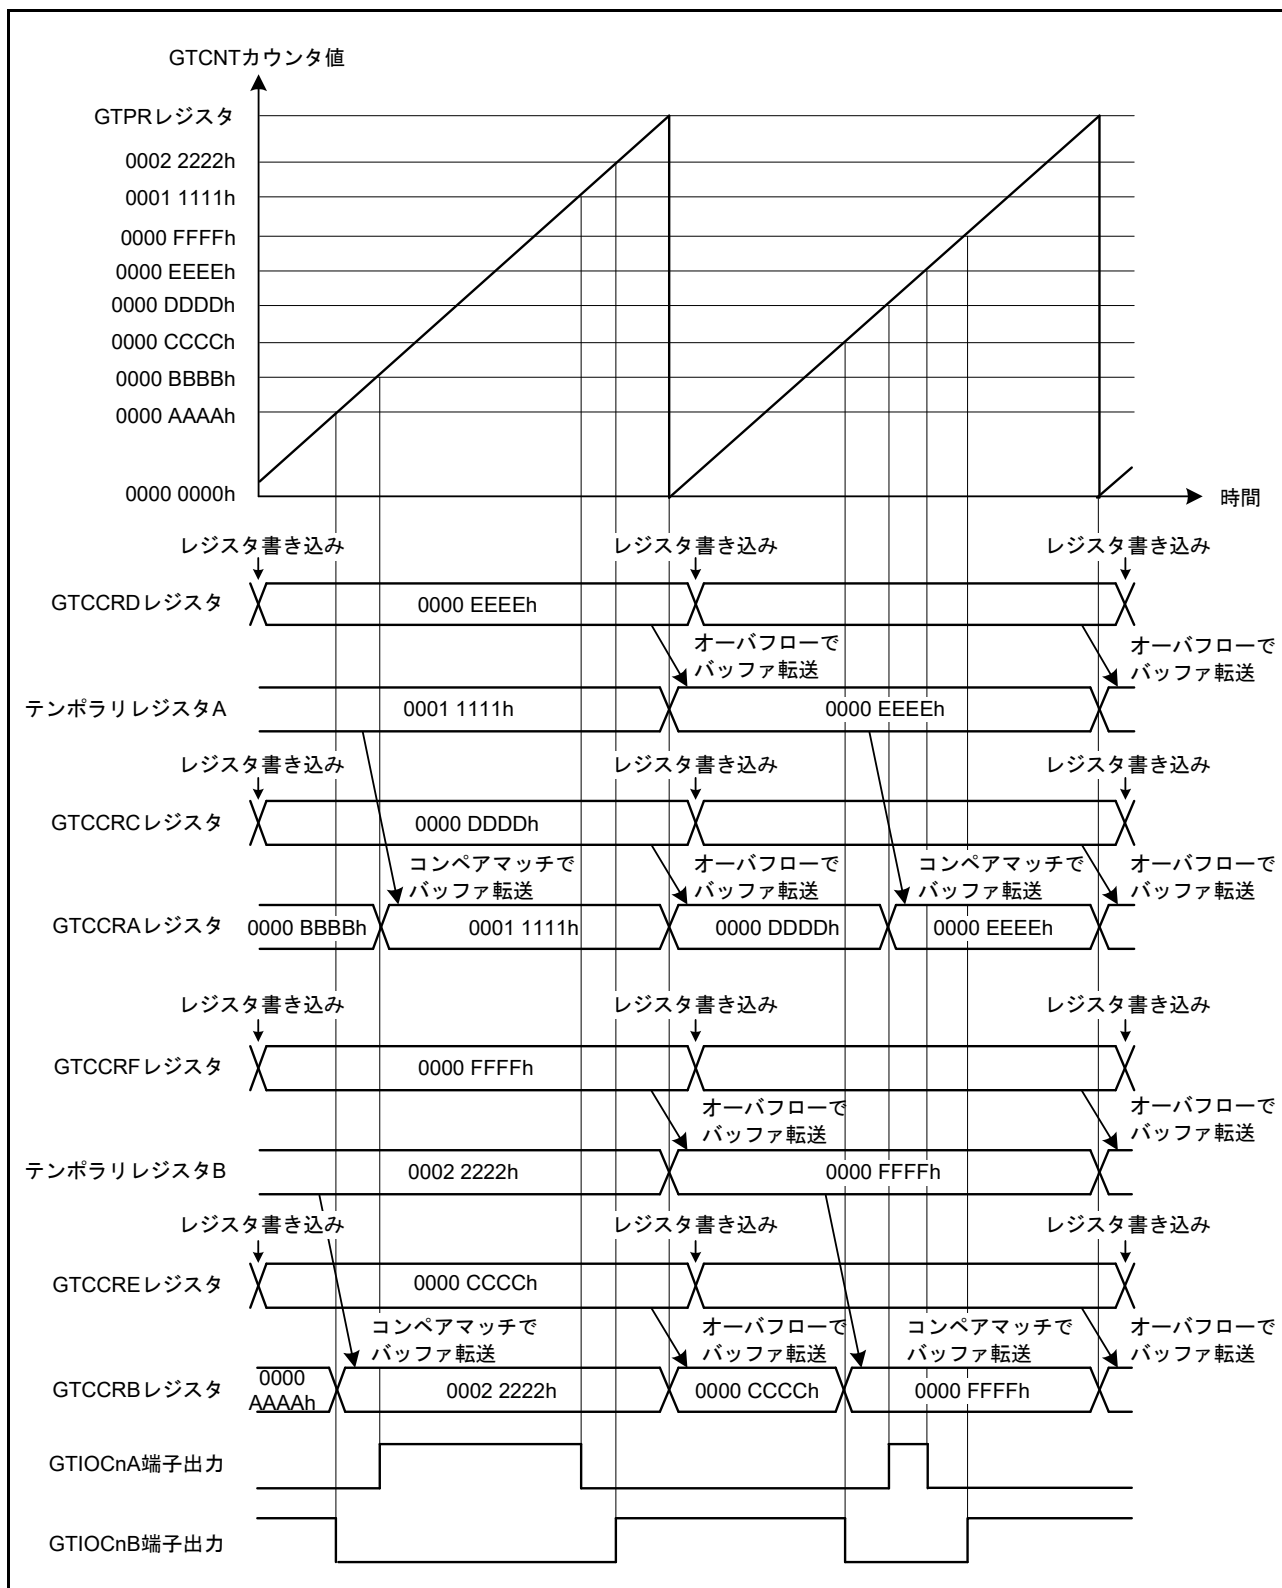 GTCNTカウンタ値
GTPRレジスタ
0002 2222h
0001 1111h
0000 FFFFh
0000 EEEEh
0000 DDDDh
0000 CCCCh
0000 BBBBh
0000 AAAAh
0000 0000h
時間
レジスタ書き込み
レジスタ書き込み
レジスタ書き込み
GTCCRDレジスタ
0000 EEEEh
オーバフローで
バッファ転送
オーバフローで
バッファ転送
テンポラリレジスタA
0001 1111h
0000 EEEEh
レジスタ書き込み
レジスタ書き込み
レジスタ書き込み
GTCCRCレジスタ
0000 DDDDh
コンペアマッチで
バッファ転送
オーバフローで
バッファ転送
コンペアマッチで
バッファ転送
オーバフローで
バッファ転送
GTCCRAレジスタ
0000 BBBBh
0001 1111h
0000 DDDDh
0000 EEEEh
レジスタ書き込み
レジスタ書き込み
レジスタ書き込み
GTCCRFレジスタ
0000 FFFFh
オーバフローで
バッファ転送
オーバフローで
バッファ転送
テンポラリレジスタB
0002 2222h
0000 FFFFh
レジスタ書き込み
レジスタ書き込み
レジスタ書き込み
GTCCREレジスタ
0000 CCCCh
コンペアマッチで
バッファ転送
オーバフローで
バッファ転送
コンペアマッチで
バッファ転送
オーバフローで
バッファ転送
GTCCRBレジスタ
0000
AAAAh
0002 2222h
0000 CCCCh
0000 FFFFh
GTIOCnA端子出力
GTIOCnB端子出力